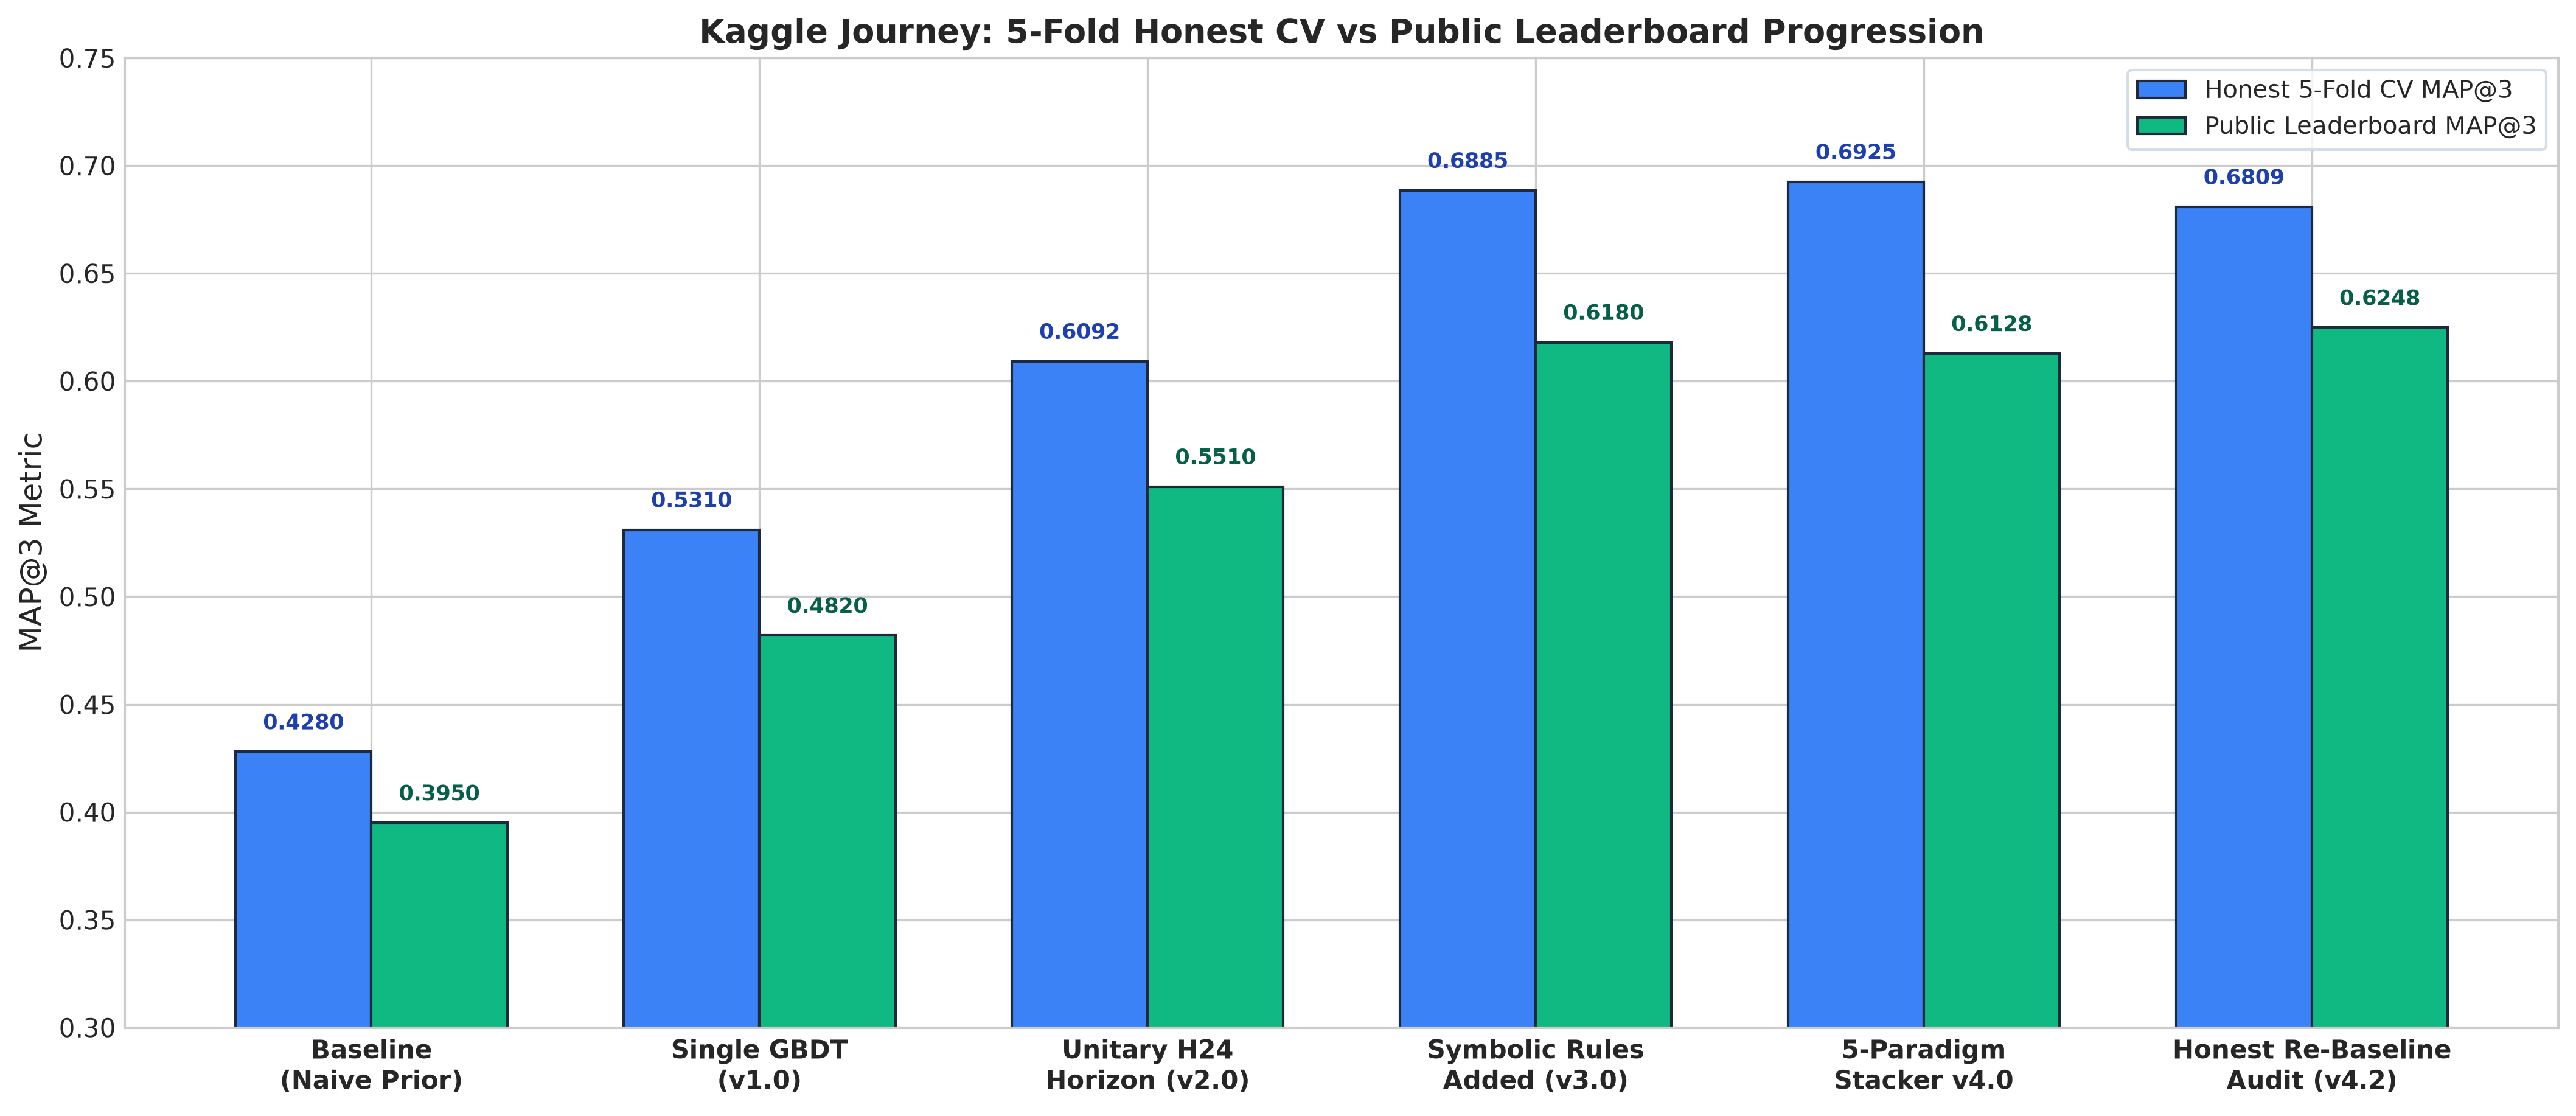 Kaggle Journey: 5-Fold Honest CV vs Public Leaderboard Progression
Honest 5-Fold CV MAP@3
Public Leaderboard MAP@3
MAP@3 Metric
0.75
0.70
0.65
0.60
0.55
0.50
0.45
0.40
0.35
0.30
0.4280
0.3950
0.5310
0.4820
0.6092
0.5510
0.6885
0.6180
0.6925
0.6128
0.6809
0.6248
Baseline
(Naive Prior)
Single GBDT
(v1.0)
Unitary H24
Horizon (v2.0)
Symbolic Rules
Added (v3.0)
5-Paradigm
Stacker v4.0
Honest Re-Baseline
Audit (v4.2)